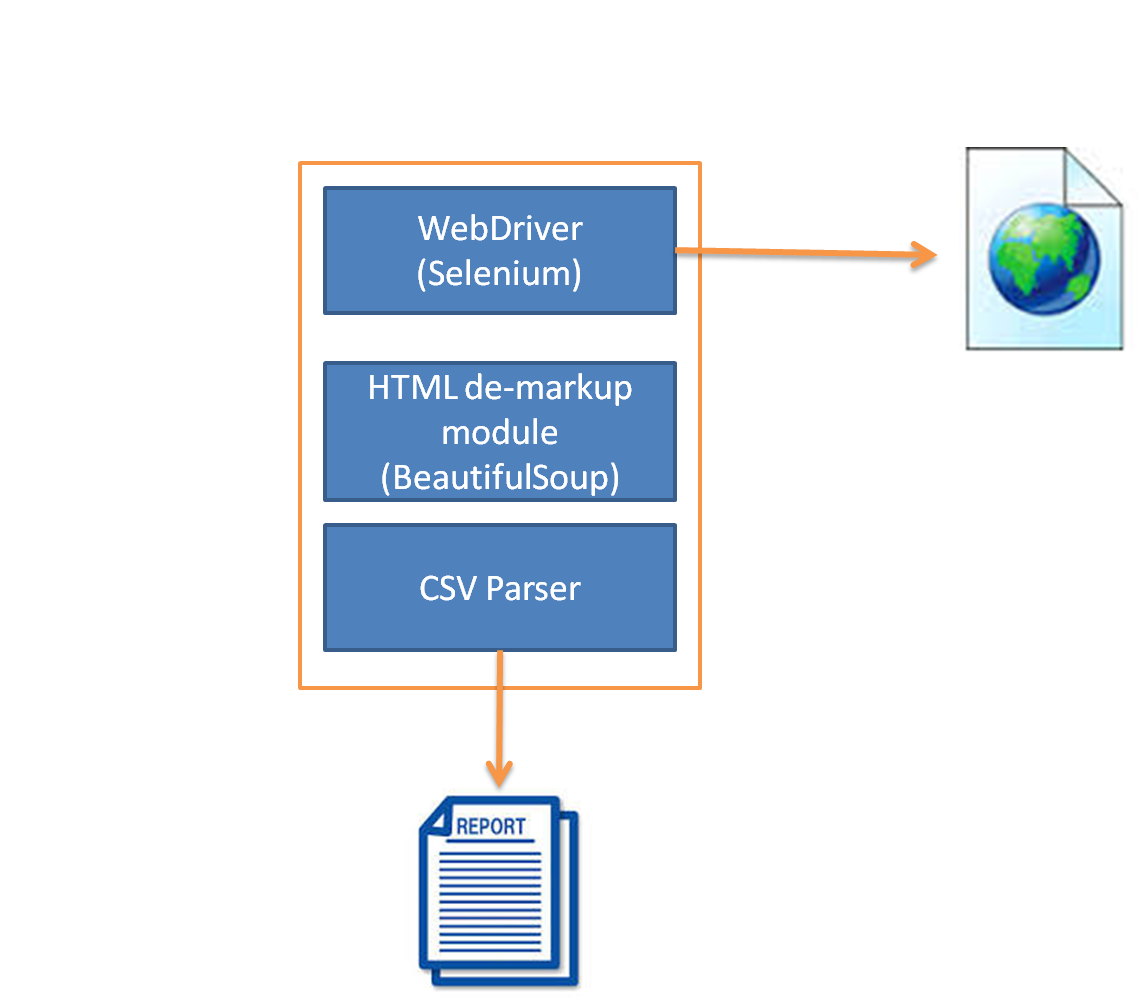 WebDriver
(Selenium)
HTML de-markup
module
(BeautifulSoup)
CSV Parser
REPORT